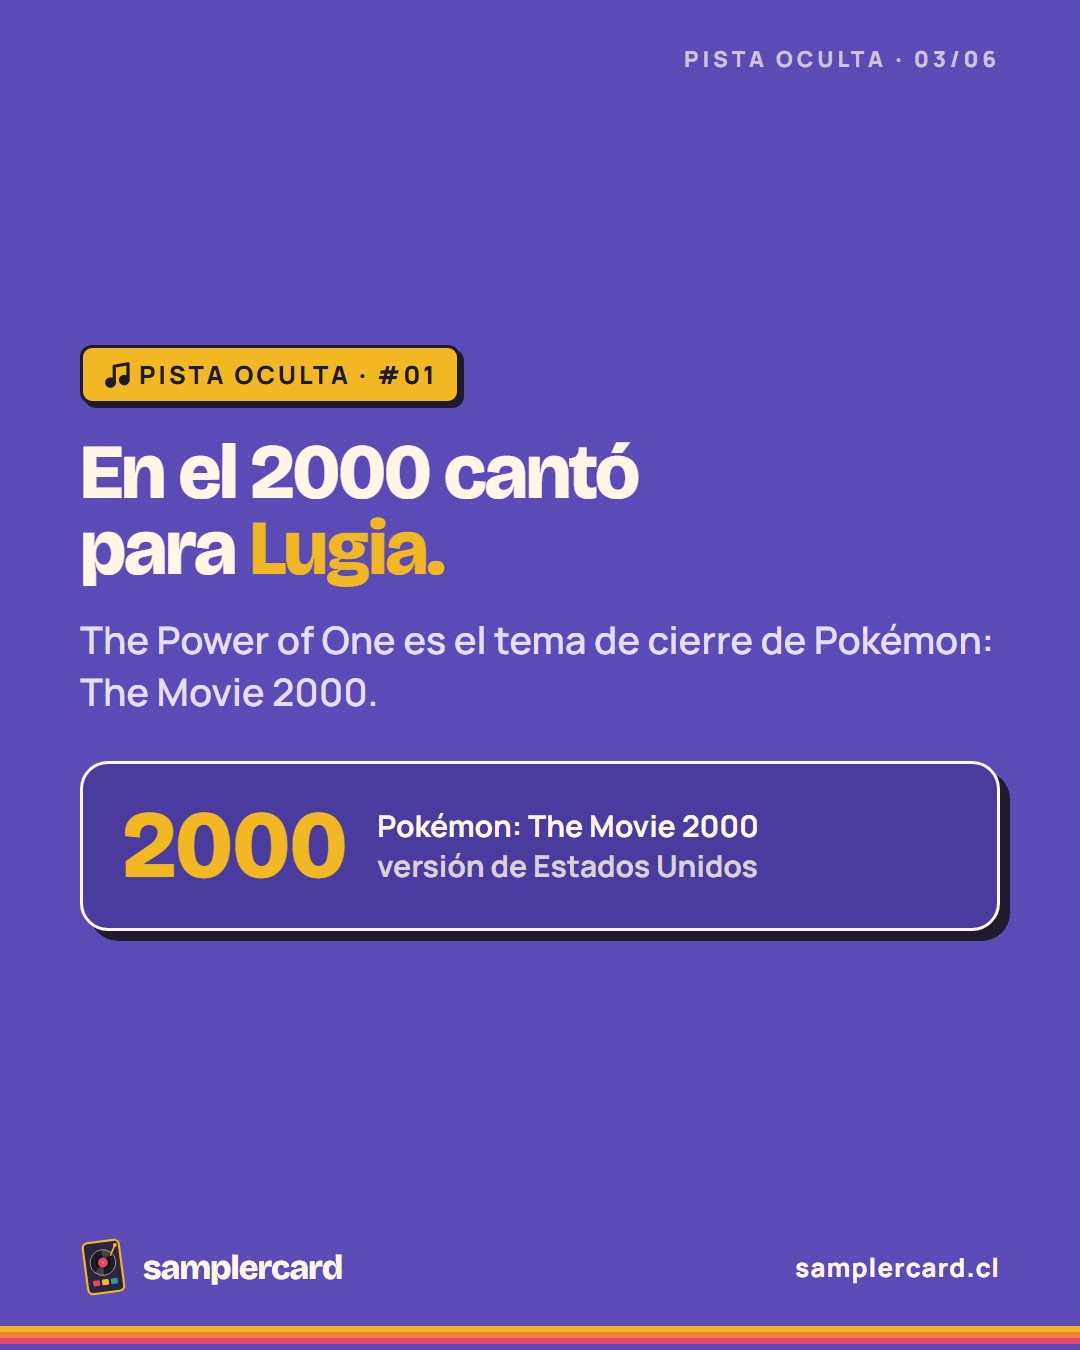 PISTA OCULTA · 03/06
PISTA OCULTA · #01
En el 2000 cantó
para Lugia.
The Power of One es el tema de cierre de Pokémon:
The Movie 2000.
2000
Pokémon: The Movie 2000
versión de Estados Unidos
samplercard
samplercard.cl